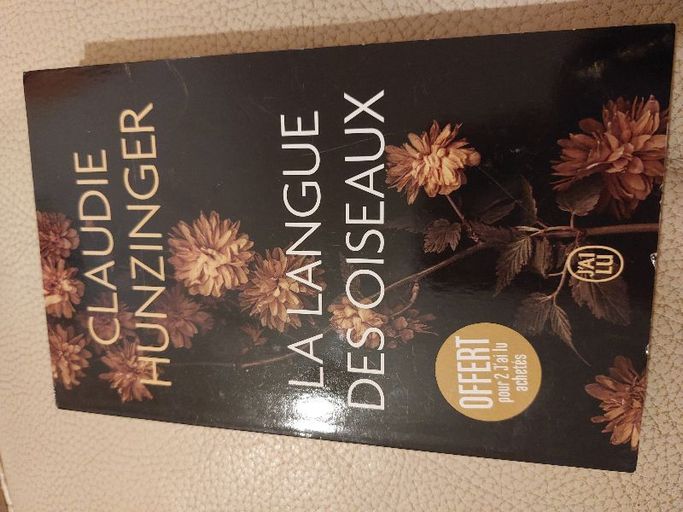 CLAUDIE
HUNZINGER
LA LANGUE
DES OISEAUX
OFFERT
pour 2 J'ai lu
achetés
J'AI
LU